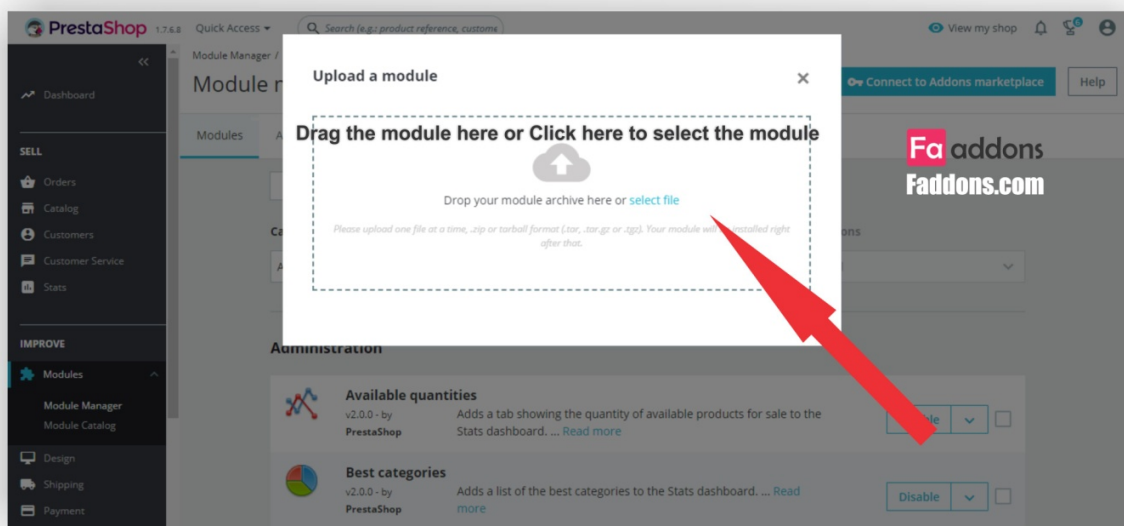 PrestaShop 1.7.6.8 Quick Access Search (e.g.: product reference, custome View my shop 6
Module Manager /
Module
Connect to Addons marketplace Help
Dashboard
Modules
SELL
Orders
Catalog
Customers
Customer Service
Stats
IMPROVE
Modules
Module Manager
Module Catalog
Design
Shipping
Payment
Upload a module ×
Drag the module here or Click here to select the module
Drop your module archive here or select file
Please upload one file at a time, .zip or tarball format (.tar, .tar.gz or .tgz). Your module will installed right
after that.
Fa addons
Faddons.com
Administration
Available quantities
v2.0.0 - by Adds a tab showing the quantity of available products for sale to the
PrestaShop Stats dashboard. ... Read more
Best categories
v2.0.0 - by Adds a list of the best categories to the Stats dashboard. ... Read
PrestaShop more
Disable